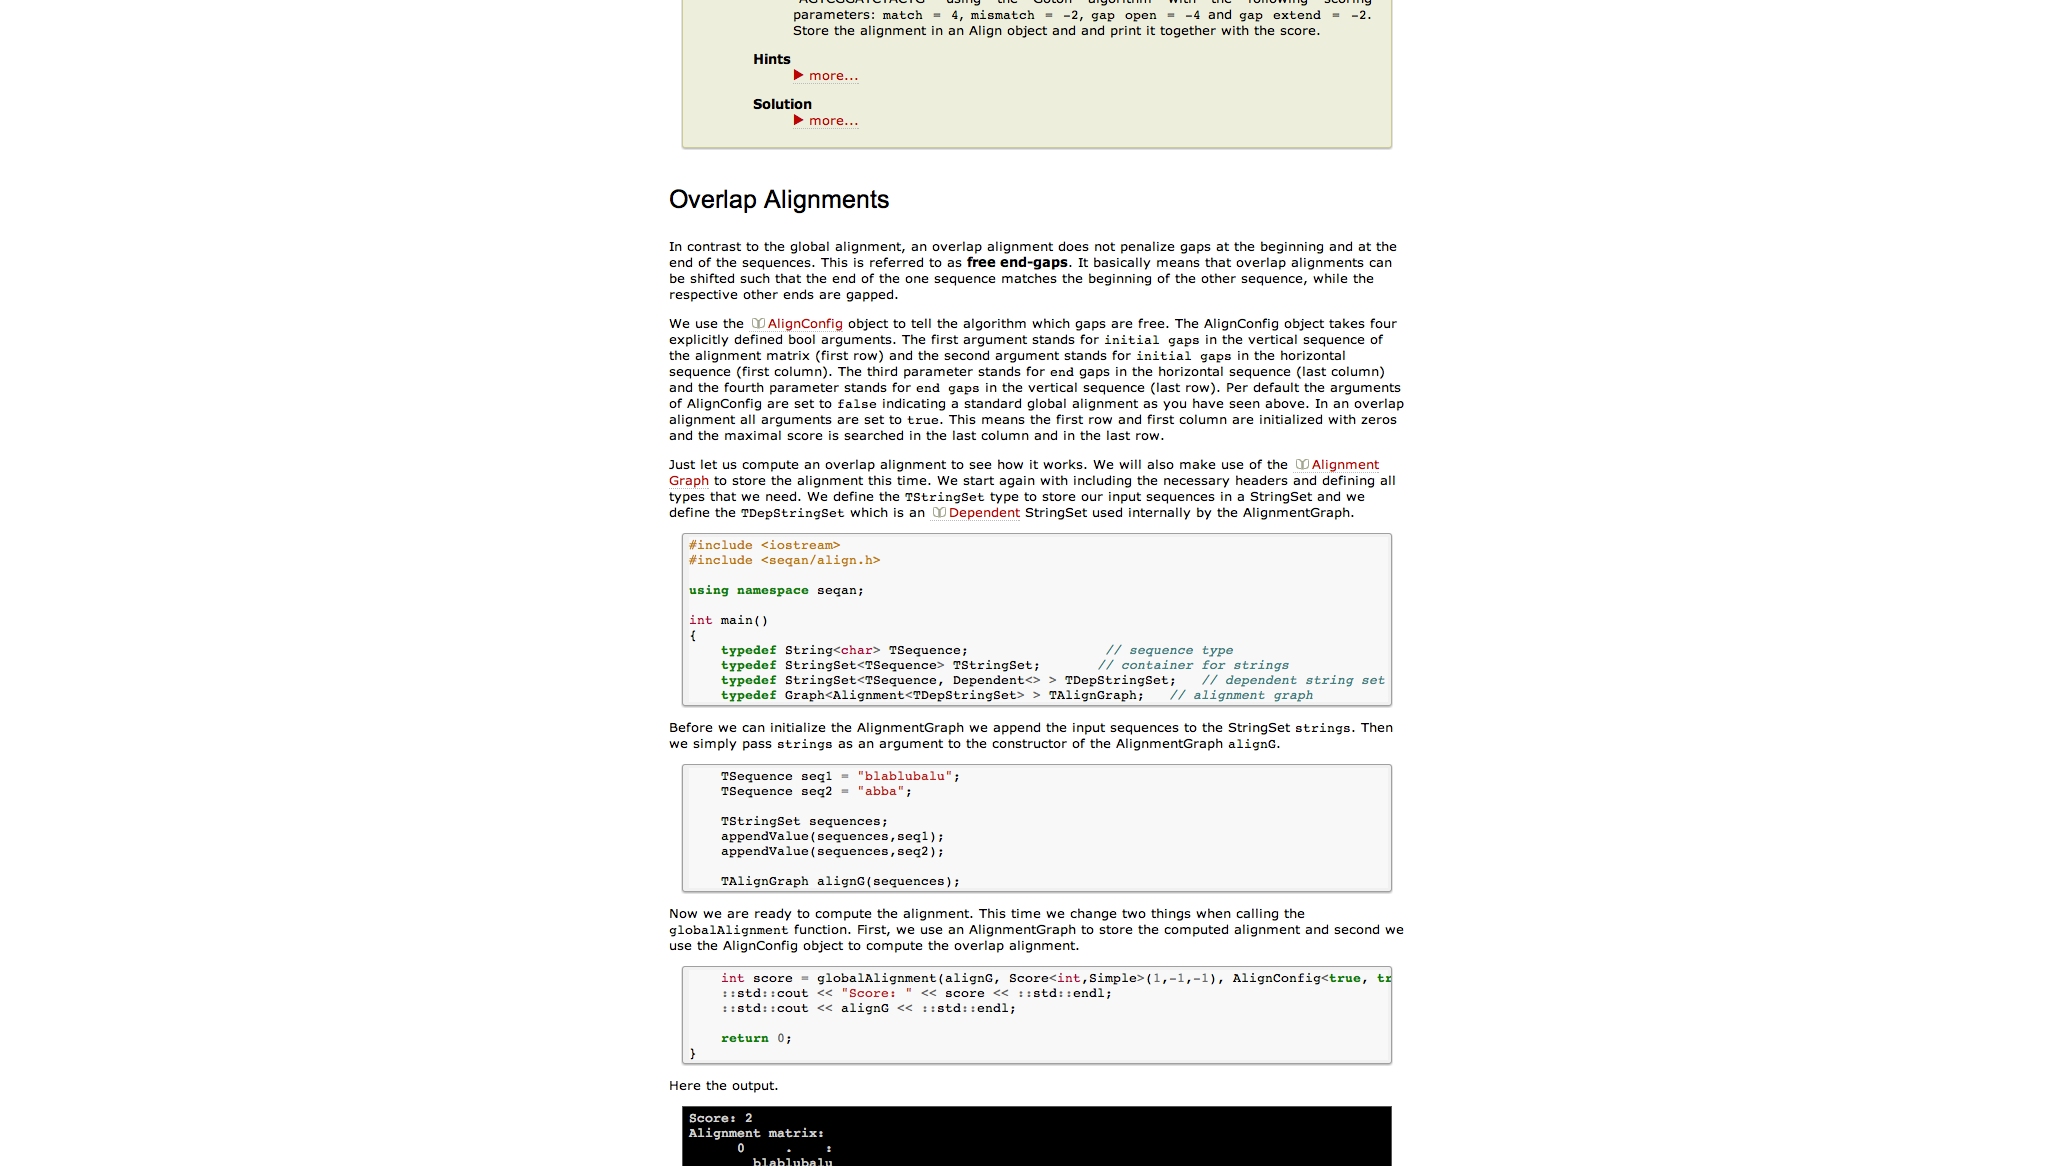 parameters: match = 4, mismatch = -2, gap open = -4 and gap extend = -2.
Store the alignment in an Align object and and print it together with the score.
Hints
▶ more...
Solution
▶ more...
Overlap Alignments
In contrast to the global alignment, an overlap alignment does not penalize gaps at the beginning and at the
end of the sequences. This is referred to as free end-gaps. It basically means that overlap alignments can
be shifted such that the end of the one sequence matches the beginning of the other sequence, while the
respective other ends are gapped.
We use the AlignConfig object to tell the algorithm which gaps are free. The AlignConfig object takes four
explicitly defined bool arguments. The first argument stands for initial gaps in the vertical sequence of
the alignment matrix (first row) and the second argument stands for initial gaps in the horizontal
sequence (first column). The third parameter stands for end gaps in the horizontal sequence (last column)
and the fourth parameter stands for end gaps in the vertical sequence (last row). Per default the arguments
of AlignConfig are set to false indicating a standard global alignment as you have seen above. In an overlap
alignment all arguments are set to true. This means the first row and first column are initialized with zeros
and the maximal score is searched in the last column and in the last row.
Just let us compute an overlap alignment to see how it works. We will also make use of the Alignment
Graph to store the alignment this time. We start again with including the necessary headers and defining all
types that we need. We define the TStringSet type to store our input sequences in a StringSet and we
define the TDepStringSet which is an Dependent StringSet used internally by the AlignmentGraph.
#include <iostream>
#include <seqan/align.h>
using namespace seqan;
int main()
{
typedef String<char> TSequence; // sequence type
typedef StringSet<TSequence> TStringSet; // container for strings
typedef StringSet<TSequence, Dependent<> > TDepStringSet; // dependent string set
typedef Graph<Alignment<TDepStringSet> > TAlignGraph; // alignment graph
Before we can initialize the AlignmentGraph we append the input sequences to the StringSet strings. Then
we simply pass strings as an argument to the constructor of the AlignmentGraph alignG.
TSequence seq1 = "blablubalu";
TSequence seq2 = "abba";
TStringSet sequences;
appendValue(sequences,seq1);
appendValue(sequences,seq2);
TAlignGraph alignG(sequences);
Now we are ready to compute the alignment. This time we change two things when calling the
globalAlignment function. First, we use an AlignmentGraph to store the computed alignment and second we
use the AlignConfig object to compute the overlap alignment.
int score = globalAlignment(alignG, Score<int,Simple>(1,-1,-1), AlignConfig<true, tr
::std::cout << "Score: " << score << ::std::endl;
::std::cout << alignG << ::std::endl;
return 0;
}
Here the output.
Score: 2
Alignment matrix:
0 . :
blablubalu